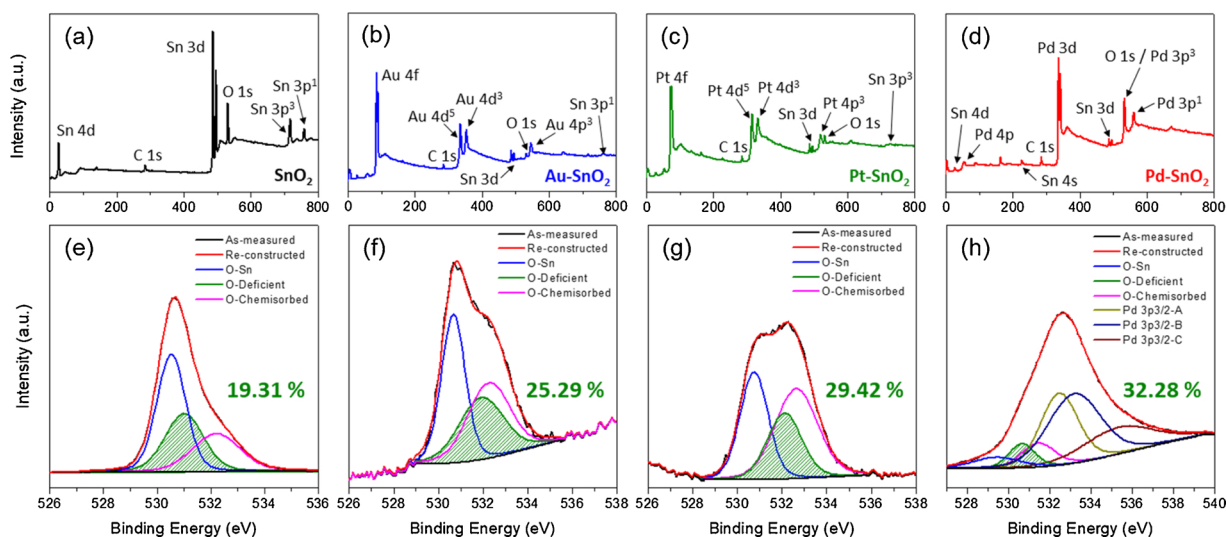 Intensity (a.u.)
(a)
Sn 3d
O 1s
Sn 3p¹
Sn 3p³
Sn 4d
C 1s
SnO₂
0 200 400 600 800
(b)
Au 4f
Au 4d³
Au 4d⁵
O 1s
Sn 3p¹
Au 4p³
C 1s
Sn 3d
Au-SnO₂
0 200 400 600 800
(c)
Pt 4f
Pt 4d⁵
Pt 4d³
Sn 3p³
Sn 3d
Pt 4p³
O 1s
C 1s
Pt-SnO₂
0 200 400 600 800
(d)
Pd 3d
O 1s /
Pd 3p³
Sn 3d
Pd 3p¹
Sn 4d
Pd 4p
C 1s
Sn 4s
Pd-SnO₂
0 200 400 600 800
Intensity (a.u.)
(e)
As-measured
Re-constructed
O-Sn
O-Deficient
O-Chemisorbed
19.31 %
526 528 530 532 534 536
Binding Energy (eV)
(f)
As-measured
Re-constructed
O-Sn
O-Deficient
O-Chemisorbed
25.29 %
526 528 530 532 534 536 538
Binding Energy (eV)
(g)
As-measured
Re-constructed
O-Sn
O-Deficient
O-Chemisorbed
29.42 %
526 528 530 532 534 536 538
Binding Energy (eV)
(h)
As-measured
Re-constructed
O-Sn
O-Deficient
O-Chemisorbed
Pd 3p3/2-A
Pd 3p3/2-B
Pd 3p3/2-C
32.28 %
528 530 532 534 536 538 540
Binding Energy (eV)